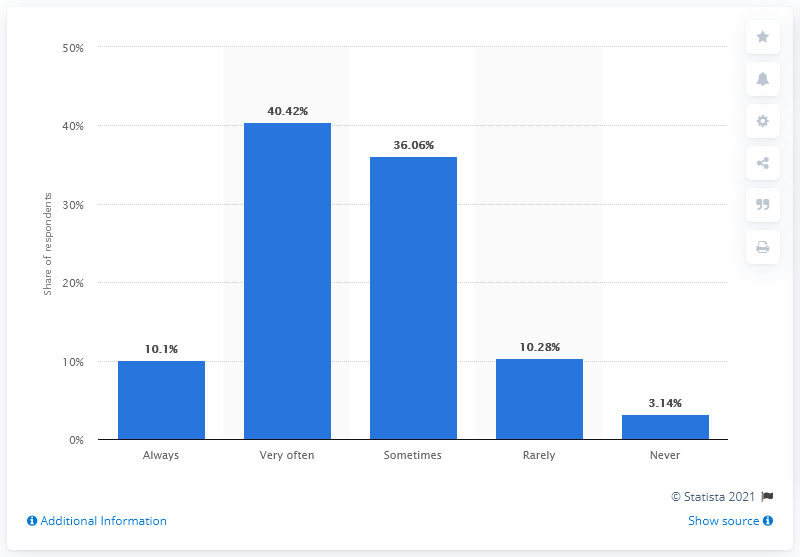 50%
40%
30%
20%
10%
0%
Share of respondents
10.1%
40.42%
36.06%
10.28%
3.14%
Always
Very often
Sometimes
Rarely
Never
© Statista 2021
Additional Information
Show source